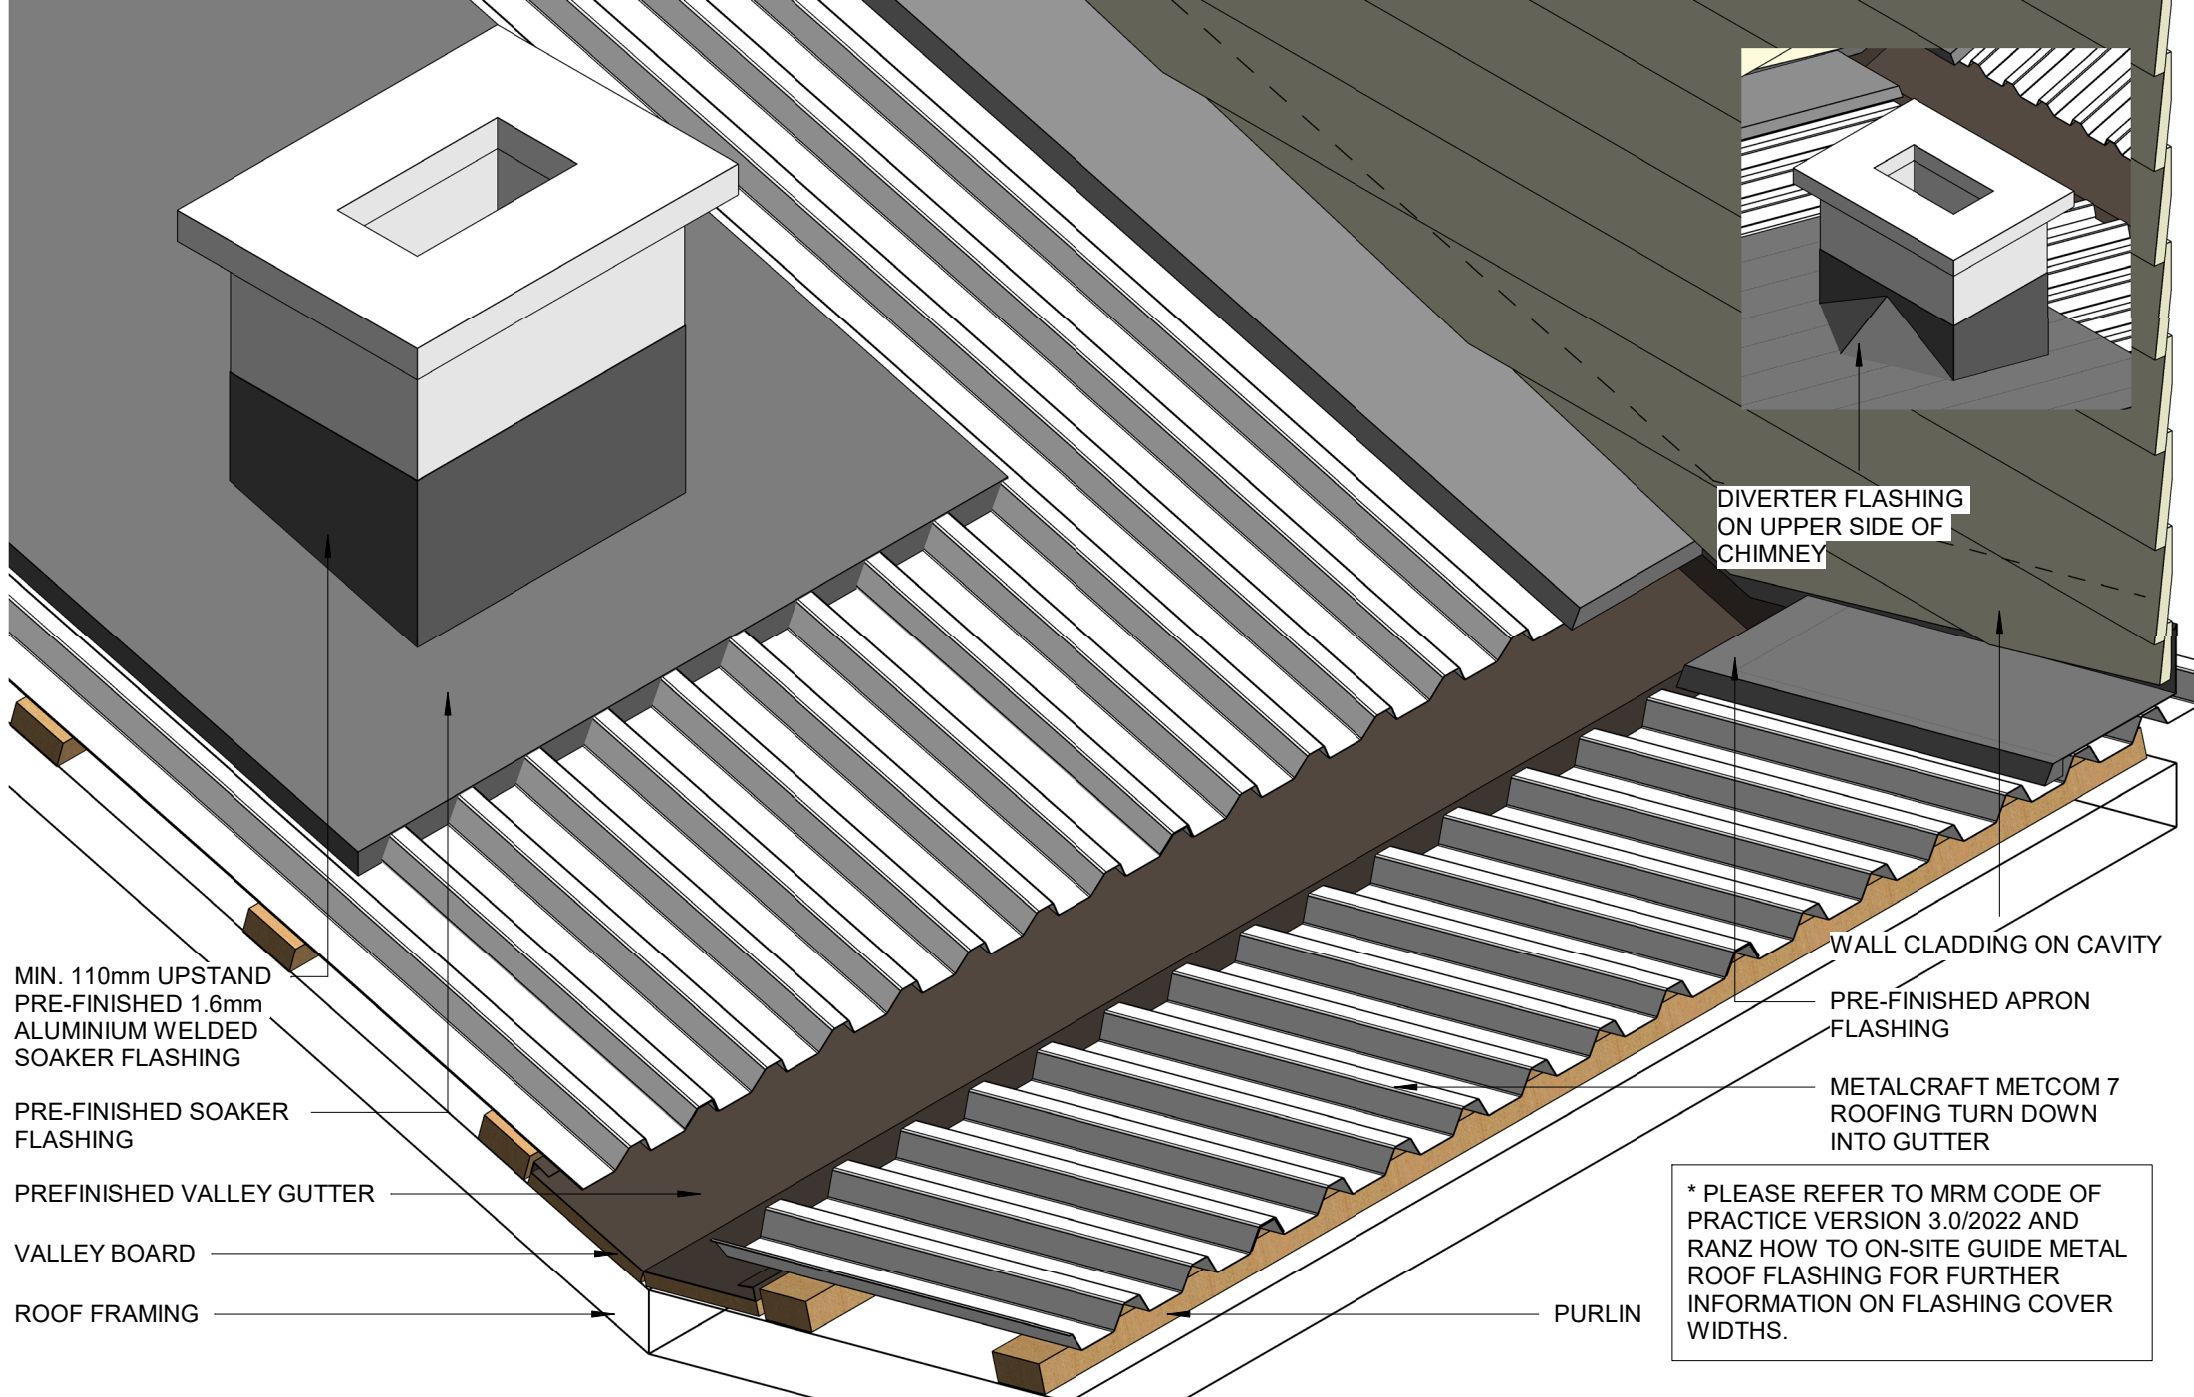 DIVERTER FLASHING
ON UPPER SIDE OF
CHIMNEY
MIN. 110mm UPSTAND
PRE-FINISHED 1.6mm
ALUMINIUM WELDED
SOAKER FLASHING
PRE-FINISHED SOAKER
FLASHING
PREFINISHED VALLEY GUTTER
VALLEY BOARD
ROOF FRAMING
WALL CLADDING ON CAVITY
PRE-FINISHED APRON
FLASHING
METALCRAFT METCOM 7
ROOFING TURN DOWN
INTO GUTTER
PURLIN
* PLEASE REFER TO MRM CODE OF
PRACTICE VERSION 3.0/2022 AND
RANZ HOW TO ON-SITE GUIDE METAL
ROOF FLASHING FOR FURTHER
INFORMATION ON FLASHING COVER
WIDTHS.